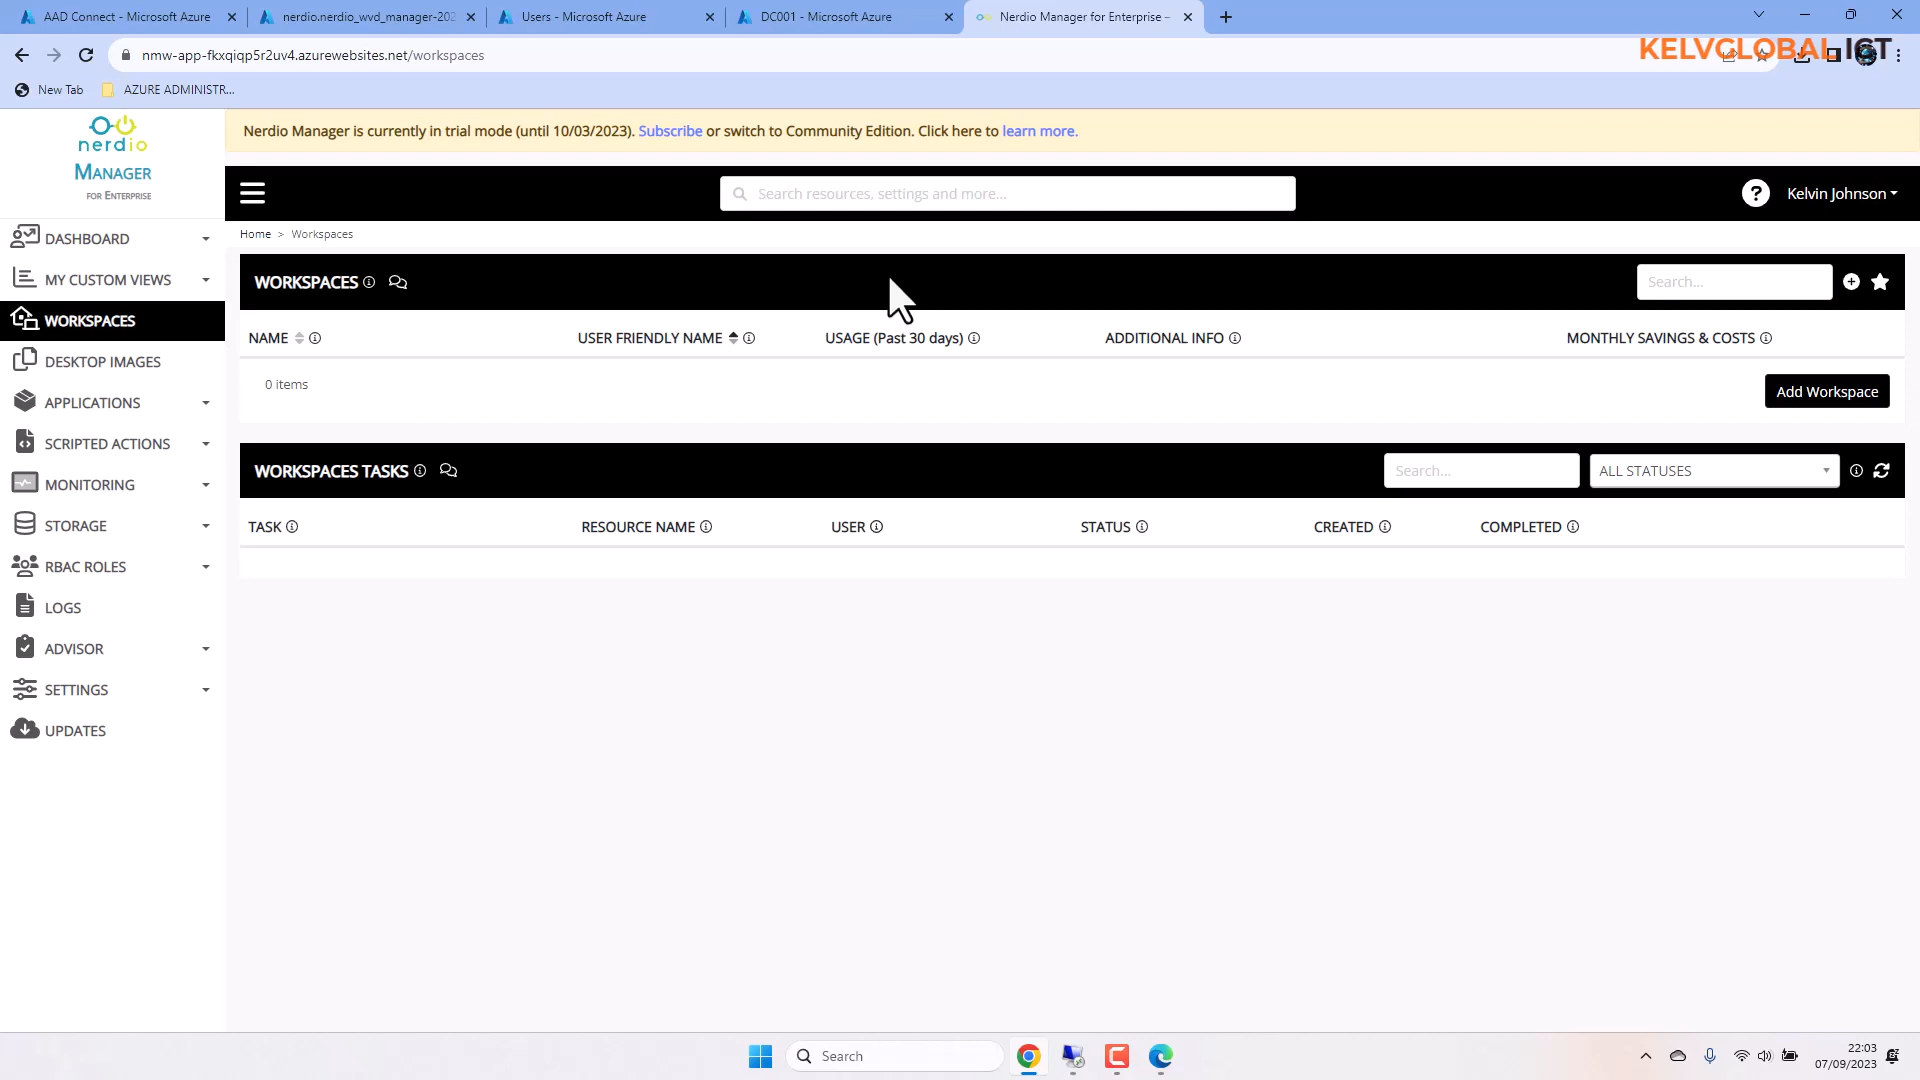 AAD Connect - Microsoft Azure
nerdio.nerdio_wvd_manager-202
Users - Microsoft Azure
DC001 - Microsoft Azure
Nerdio Manager for Enterprise –
nmw-app-fkxqiqp5r2uv4.azurewebsites.net/workspaces
KELVGLOBAL ICT
New Tab
AZURE ADMINISTR...
nerdio
MANAGER
FOR ENTERPRISE
Nerdio Manager is currently in trial mode (until 10/03/2023). Subscribe or switch to Community Edition. Click here to learn more.
Search resources, settings and more...
Kelvin Johnson
Home > Workspaces
DASHBOARD
MY CUSTOM VIEWS
WORKSPACES
DESKTOP IMAGES
APPLICATIONS
SCRIPTED ACTIONS
MONITORING
STORAGE
RBAC ROLES
LOGS
ADVISOR
SETTINGS
UPDATES
WORKSPACES
Search...
NAME
USER FRIENDLY NAME
USAGE (Past 30 days)
ADDITIONAL INFO
MONTHLY SAVINGS & COSTS
0 items
Add Workspace
WORKSPACES TASKS
Search...
ALL STATUSES
TASK
RESOURCE NAME
USER
STATUS
CREATED
COMPLETED
Search
22:03
07/09/2023